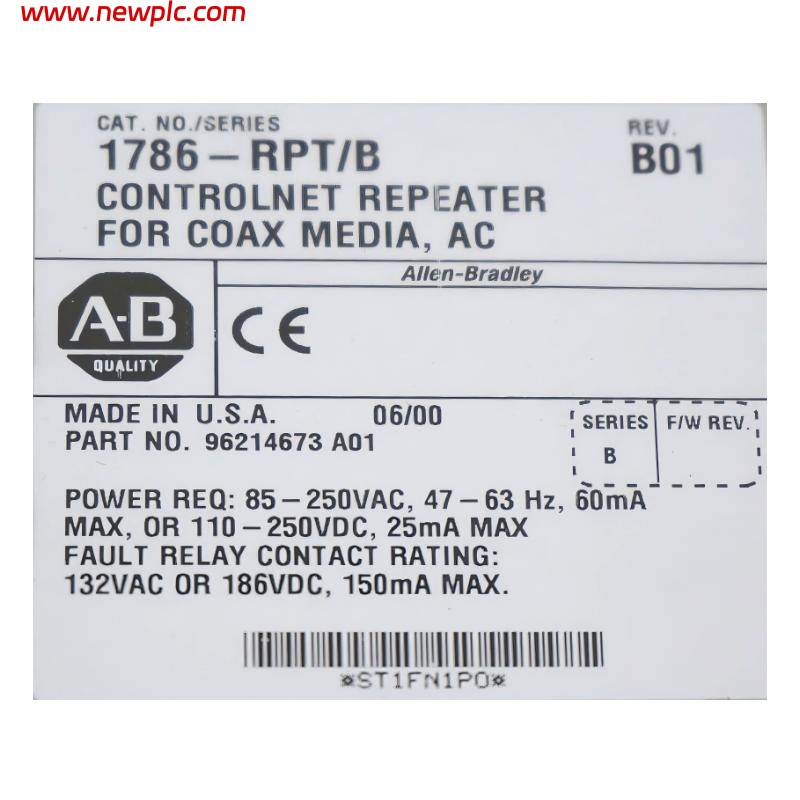 www.newplc.com
CAT. NO./SERIES
REV.
1786-RPT/B
B01
CONTROLNET REPEATER
FOR COAX MEDIA, AC
Allen-Bradley
A-B
QUALITY
CE
MADE IN U.S.A. 06/00
PART NO. 96214673 A01
SERIES
F/W REV.
B
POWER REQ: 85-250VAC, 47-63 Hz, 60mA
MAX, OR 110-250VDC, 25mA MAX
FAULT RELAY CONTACT RATING:
132VAC OR 186VDC, 150mA MAX.
*ST1FN1P0*